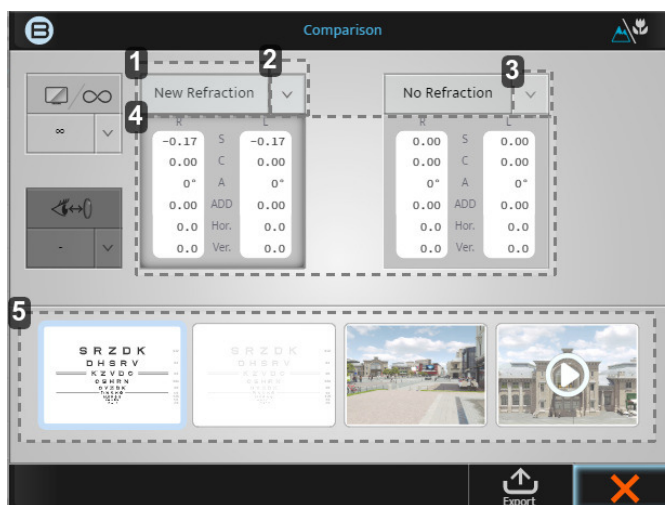 B Comparison
1 2 3
New Refraction No Refraction
∞
4
∞
R L R L
-0.17 S -0.17 0.00 S 0.00
0.00 C 0.00 0.00 C 0.00
0° A 0° 0° A 0°
0.00 ADD 0.00 0.00 ADD 0.00
0.0 Hor. 0.0 0.0 Hor. 0.0
- 0.0 Ver. 0.0 0.0 Ver. 0.0
5
S R Z D K S R Z D K
D H S R V D H S R V
K Z V D C K Z V D C
Export